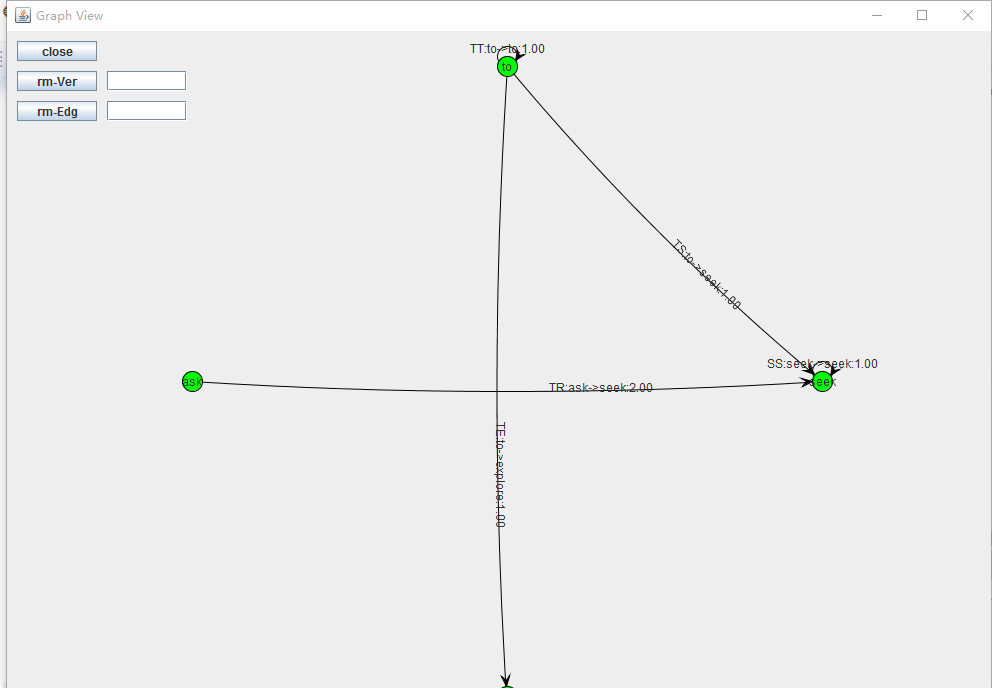 Graph View
close
rm-Ver
rm-Edg
TT:to->to:1.00
to
TS:to->seek:1.00
SS:seek->seek:1.00
ask
TR:ask->seek:2.00
seek
TE:to->explore:1.00